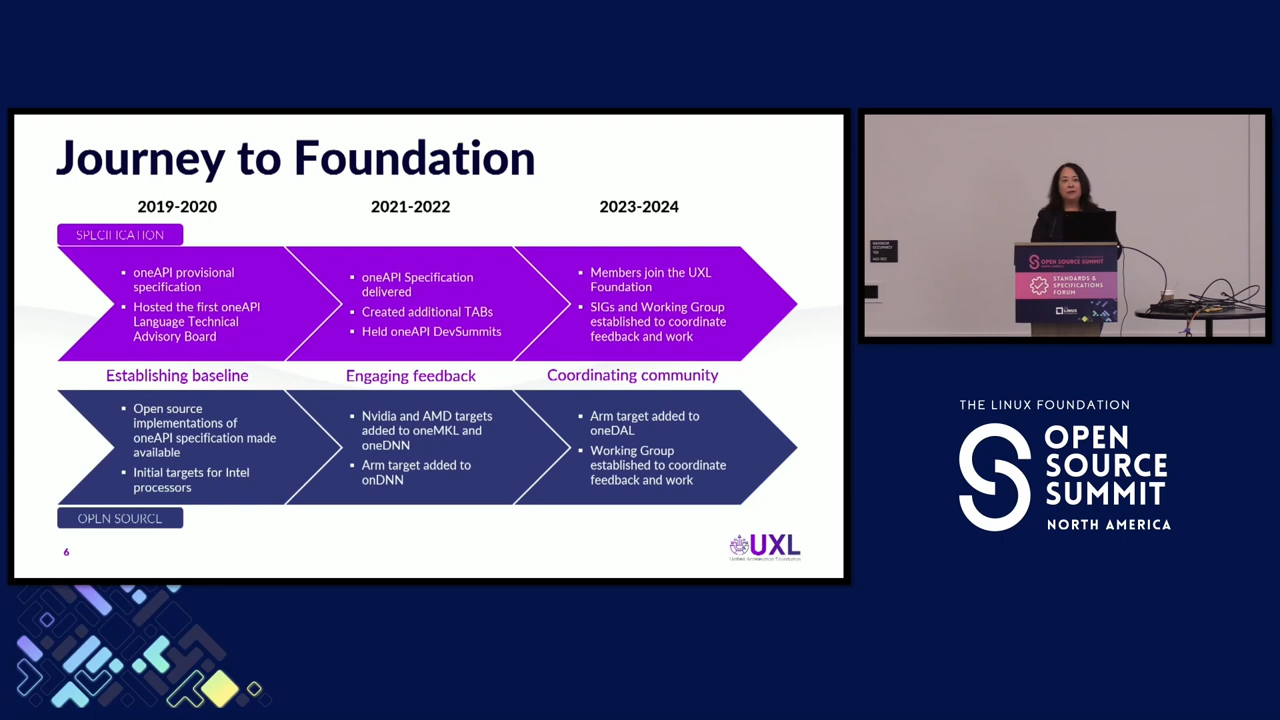 Journey to Foundation
2019-2020
2021-2022
2023-2024
SPECIFICATION
▪ oneAPI provisional
specification
▪ Hosted the first oneAPI
Language Technical
Advisory Board
▪ oneAPI Specification
delivered
▪ Created additional TABs
▪ Held oneAPI DevSummits
▪ Members join the UXL
Foundation
▪ SIGs and Working Group
established to coordinate
feedback and work
Establishing baseline
Engaging feedback
Coordinating community
▪ Open source
implementations of
oneAPI specification made
available
▪ Initial targets for Intel
processors
▪ Nvidia and AMD targets
added to oneMKL and
oneDNN
▪ Arm target added to
onDNN
▪ Arm target added to
oneDAL
▪ Working Group
established to coordinate
feedback and work
OPEN SOURCE
6
UXL
Unified Acceleration Foundation
OPEN SOURCE SUMMIT
STANDARDS &
SPECIFICATIONS
FORUM
LINUX
THE LINUX FOUNDATION
OPEN
SOURCE
SUMMIT
NORTH AMERICA